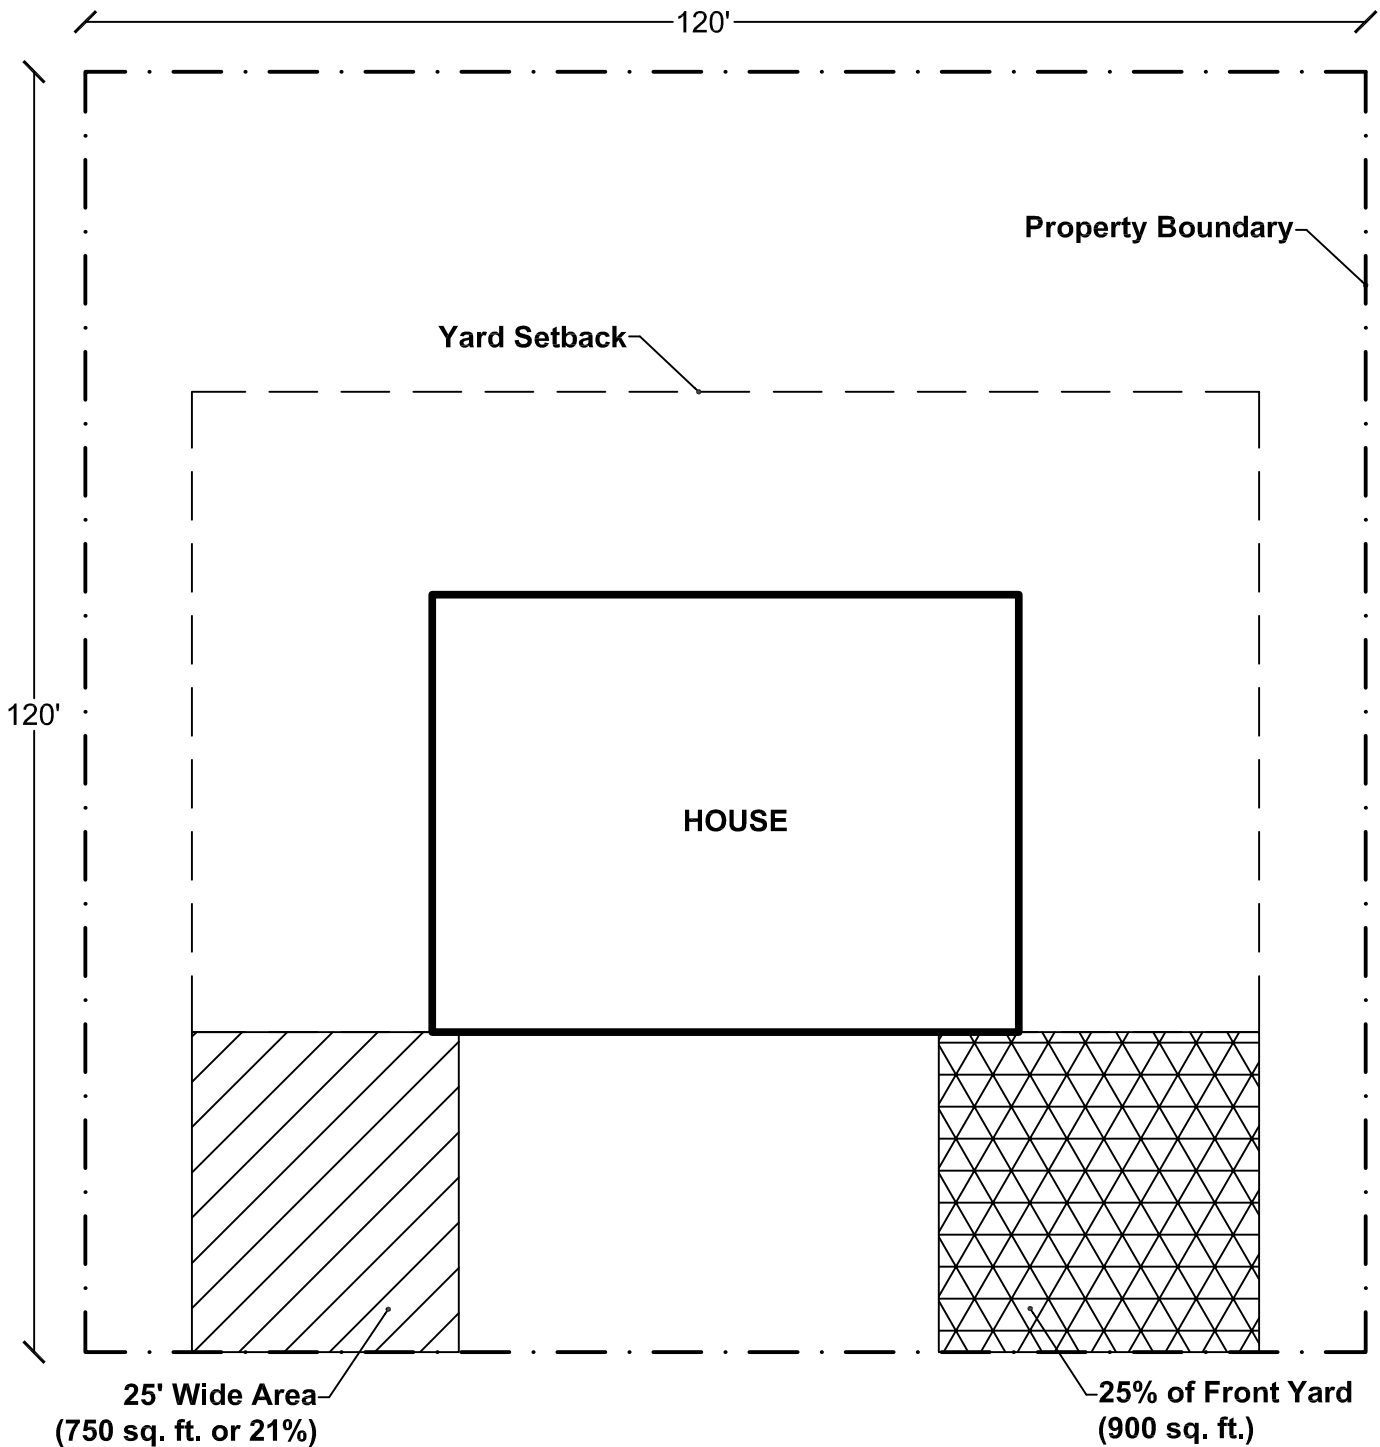 120'
Property Boundary
Yard Setback
120'
HOUSE
25' Wide Area
(750 sq. ft. or 21%)
25% of Front Yard
(900 sq. ft.)